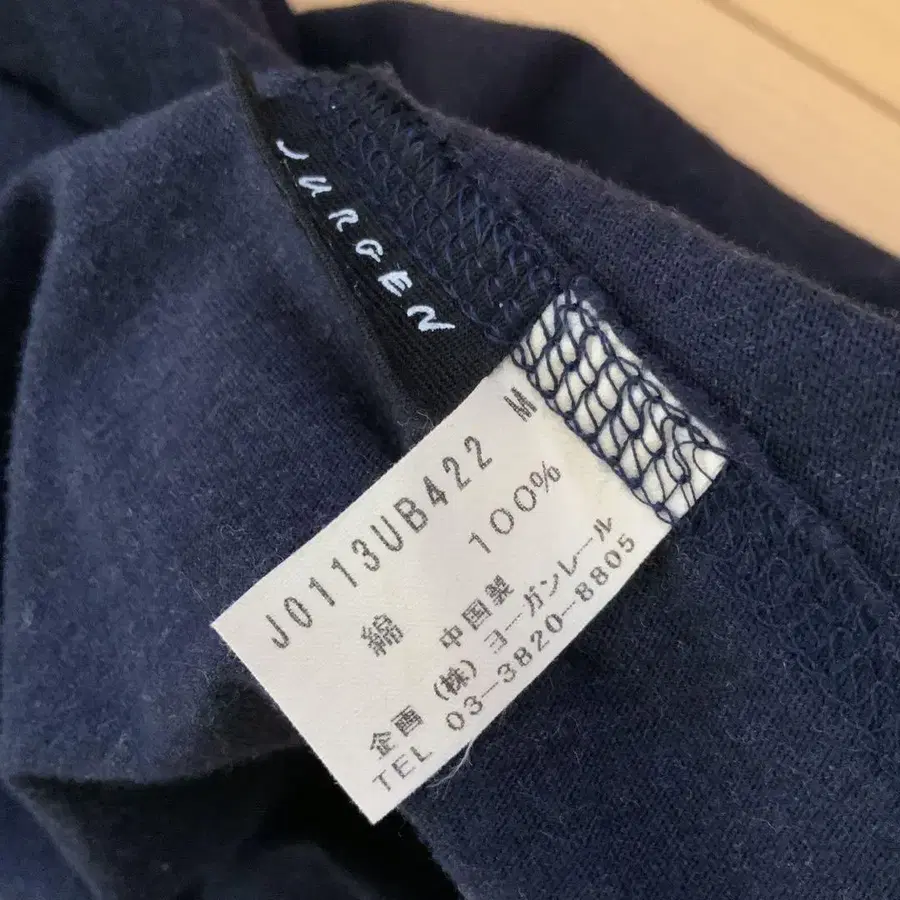 JURGEN
J0113UB422 M
綿 100%
中国製
企画 (株) ヨーガンレール
TEL 03-3820-8805